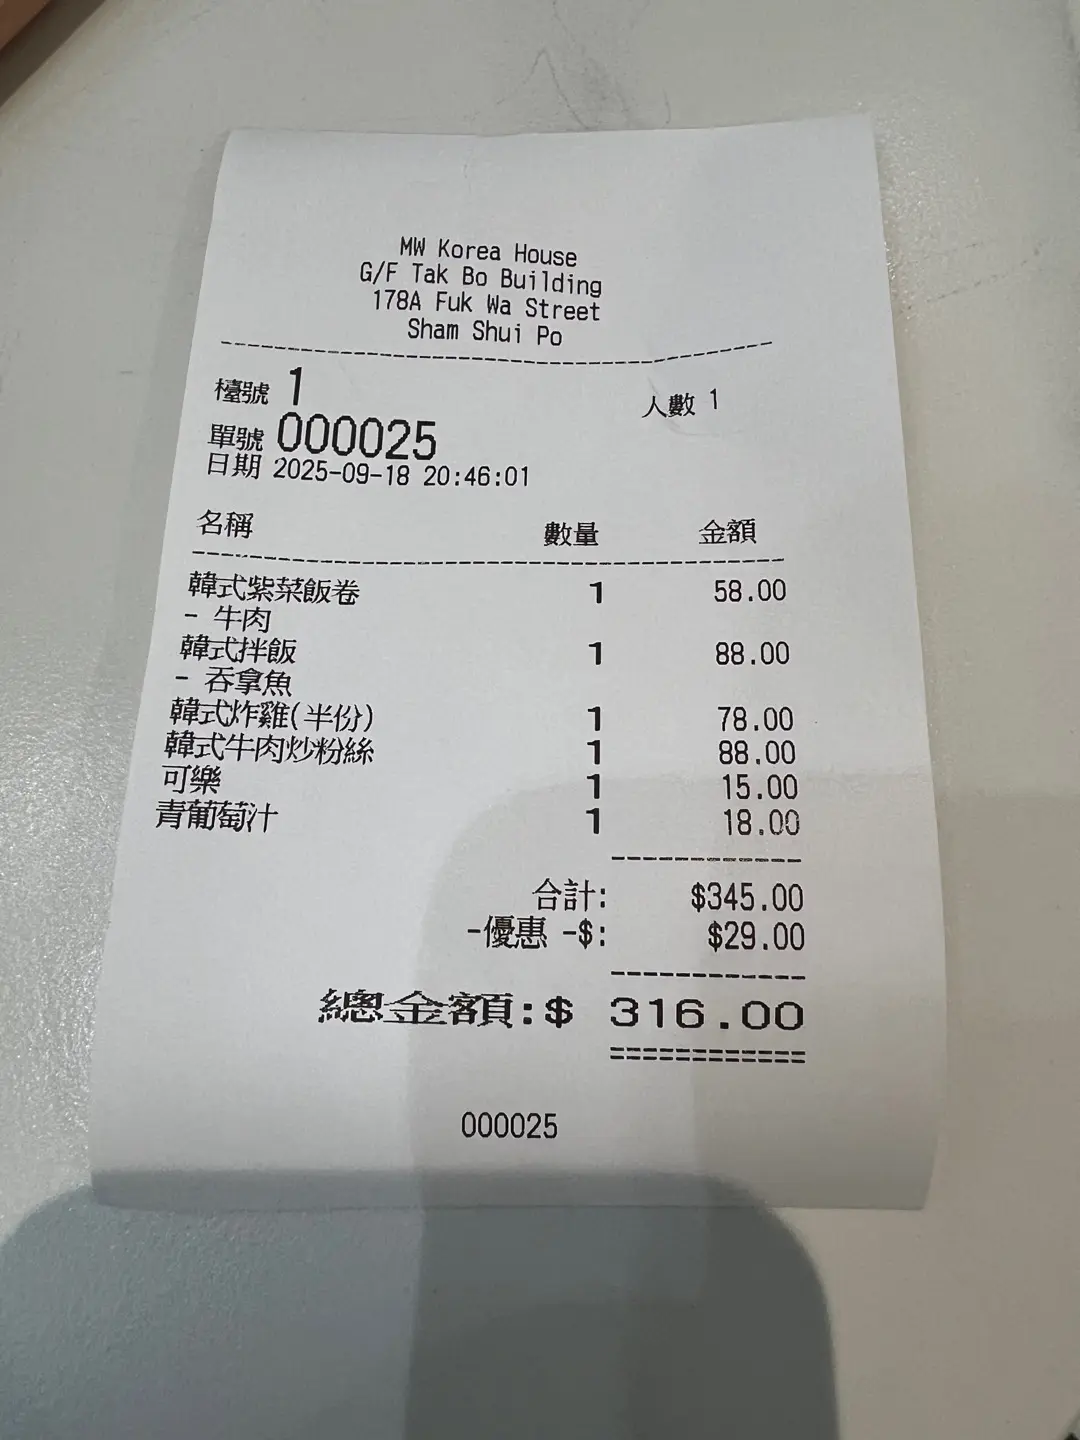 MW Korea House
G/F Tak Bo Building
178A Fuk Wa Street
Sham Shui Po
檯號 1 人數 1
單號 000025
日期 2025-09-18 20:46:01
名稱 數量 金額
韓式紫菜飯卷 1 58.00
- 牛肉
韓式拌飯 1 88.00
- 吞拿魚
韓式炸雞(半份) 1 78.00
韓式牛肉炒粉絲 1 88.00
可樂 1 15.00
青葡萄汁 1 18.00
合計: $345.00
-優惠 -$: $29.00
總金額:$ 316.00
000025